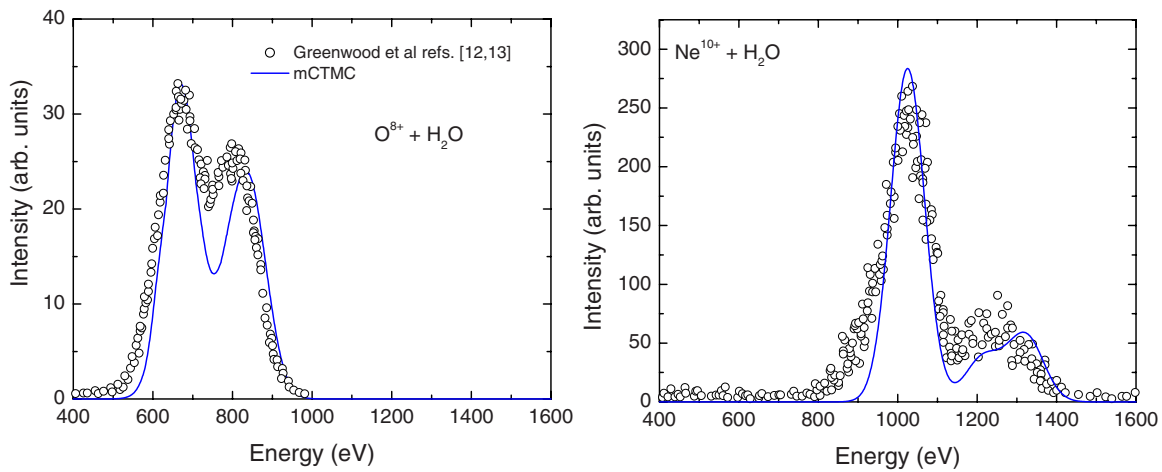 40
30
20
10
0
Intensity (arb. units)
400 600 800 1000 1200 1400 1600
Energy (eV)
Greenwood et al refs. [12,13]
mCTMC
O⁸⁺ + H₂O
300
250
200
150
100
50
0
Intensity (arb. units)
400 600 800 1000 1200 1400 1600
Energy (eV)
Ne¹⁰⁺ + H₂O